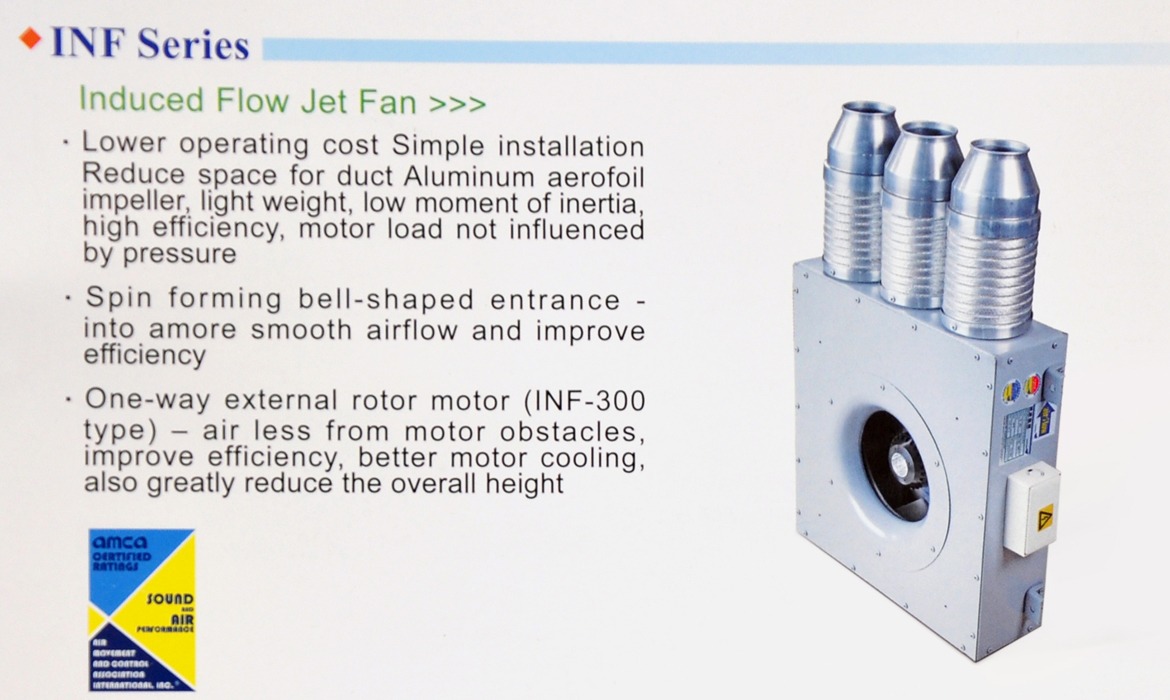 INF Series
Induced Flow Jet Fan >>>
· Lower operating cost Simple installation
Reduce space for duct Aluminum aerofoil
impeller, light weight, low moment of inertia,
high efficiency, motor load not influenced
by pressure
· Spin forming bell-shaped entrance -
into amore smooth airflow and improve
efficiency
· One-way external rotor motor (INF-300
type) – air less from motor obstacles,
improve efficiency, better motor cooling,
also greatly reduce the overall height
amca
CERTIFIED
RATINGS
SOUND
AND
AIR
PERFORMANCE
AIR
MOVEMENT
AND CONTROL
ASSOCIATION
INTERNATIONAL, INC.®